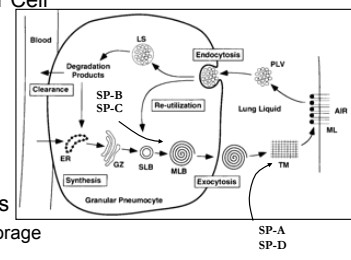 Cell
Blood
LS
Endocytosis
PLV
Degradation
Products
Clearance
SP-B
SP-C
Re-utilization
Lung Liquid
AIR
ML
ER
GZ
SLB
MLB
TM
Synthesis
Exocytosis
Granular Pneumocyte
s
orage
SP-A
SP-D